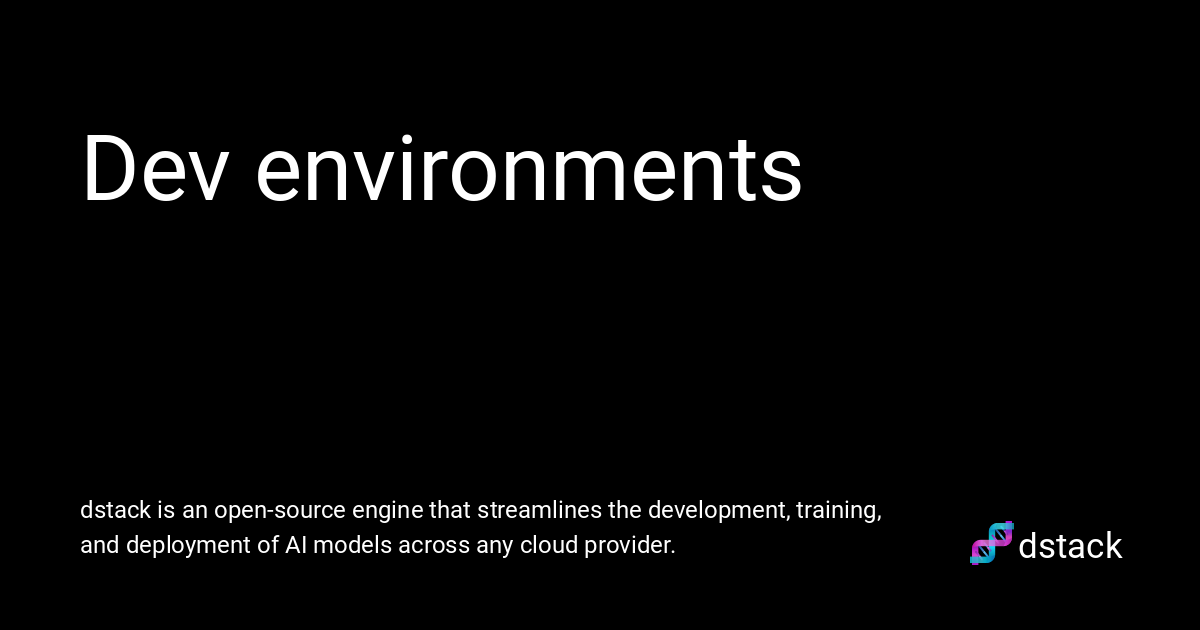 Dev environments
dstack is an open-source engine that streamlines the development, training,
and deployment of AI models across any cloud provider.
dstack